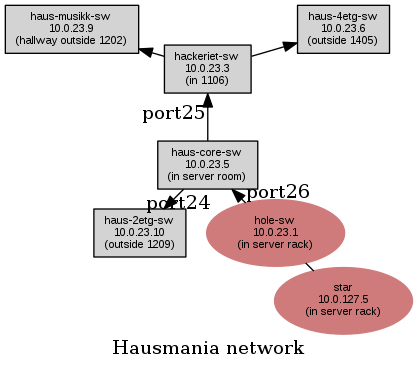 haus-musikk-sw
10.0.23.9
(hallway outside 1202)
haus-4etg-sw
10.0.23.6
(outside 1405)
hackeriet-sw
10.0.23.3
(in 1106)
port25
haus-core-sw
10.0.23.5
(in server room)
port24
port26
haus-2etg-sw
10.0.23.10
(outside 1209)
hole-sw
10.0.23.1
(in server rack)
star
10.0.127.5
(in server rack)
Hausmania network